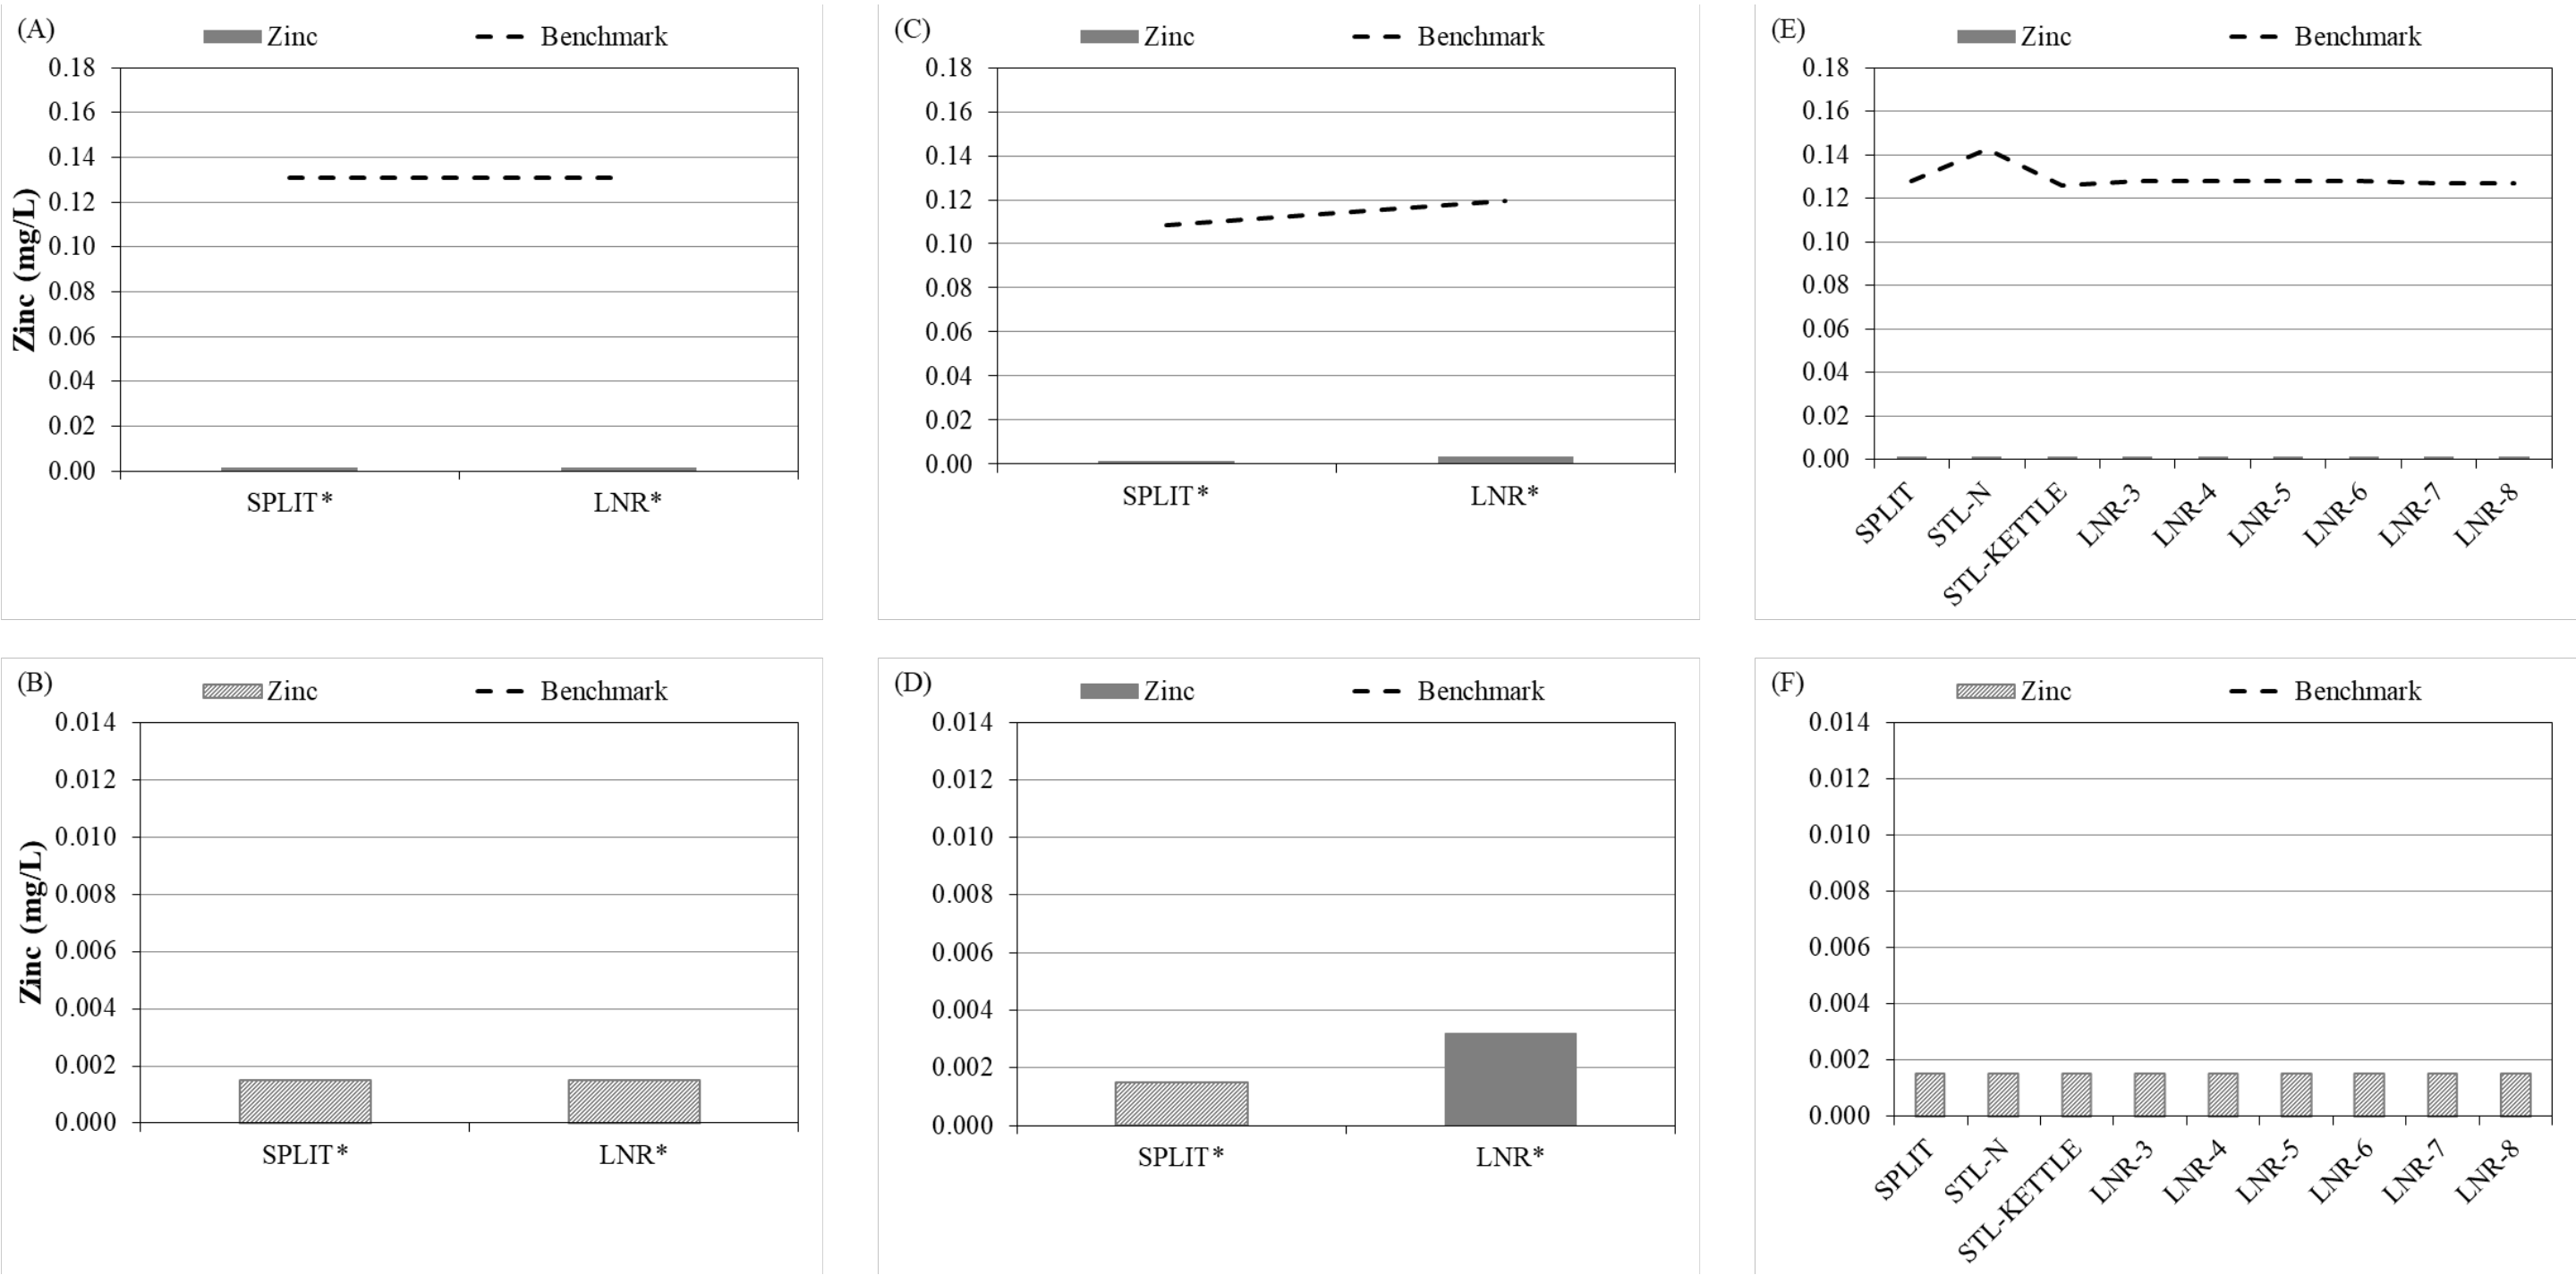 (A) Zinc Benchmark
0.18
0.16
0.14
0.12
0.10
0.08
0.06
0.04
0.02
0.00
Zinc (mg/L)
SPLIT* LNR*
(C) Zinc Benchmark
0.18
0.16
0.14
0.12
0.10
0.08
0.06
0.04
0.02
0.00
SPLIT* LNR*
(E) Zinc Benchmark
0.18
0.16
0.14
0.12
0.10
0.08
0.06
0.04
0.02
0.00
SPLIT
STL-N
STL-KETTLE
LNR-3
LNR-4
LNR-5
LNR-6
LNR-7
LNR-8
(B) Zinc Benchmark
0.014
0.012
0.010
0.008
0.006
0.004
0.002
0.000
Zinc (mg/L)
SPLIT* LNR*
(D) Zinc Benchmark
0.014
0.012
0.010
0.008
0.006
0.004
0.002
0.000
SPLIT* LNR*
(F) Zinc Benchmark
0.014
0.012
0.010
0.008
0.006
0.004
0.002
0.000
SPLIT
STL-N
STL-KETTLE
LNR-3
LNR-4
LNR-5
LNR-6
LNR-7
LNR-8